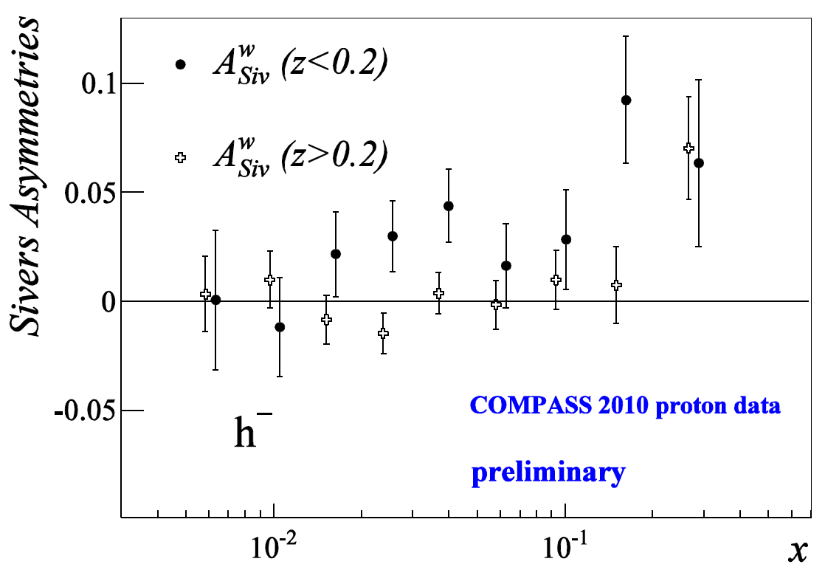 Sivers Asymmetries
A^w_Siv (z<0.2)
A^w_Siv (z>0.2)
0.1
0.05
0
-0.05
h^−
COMPASS 2010 proton data
preliminary
10^-2
10^-1
x